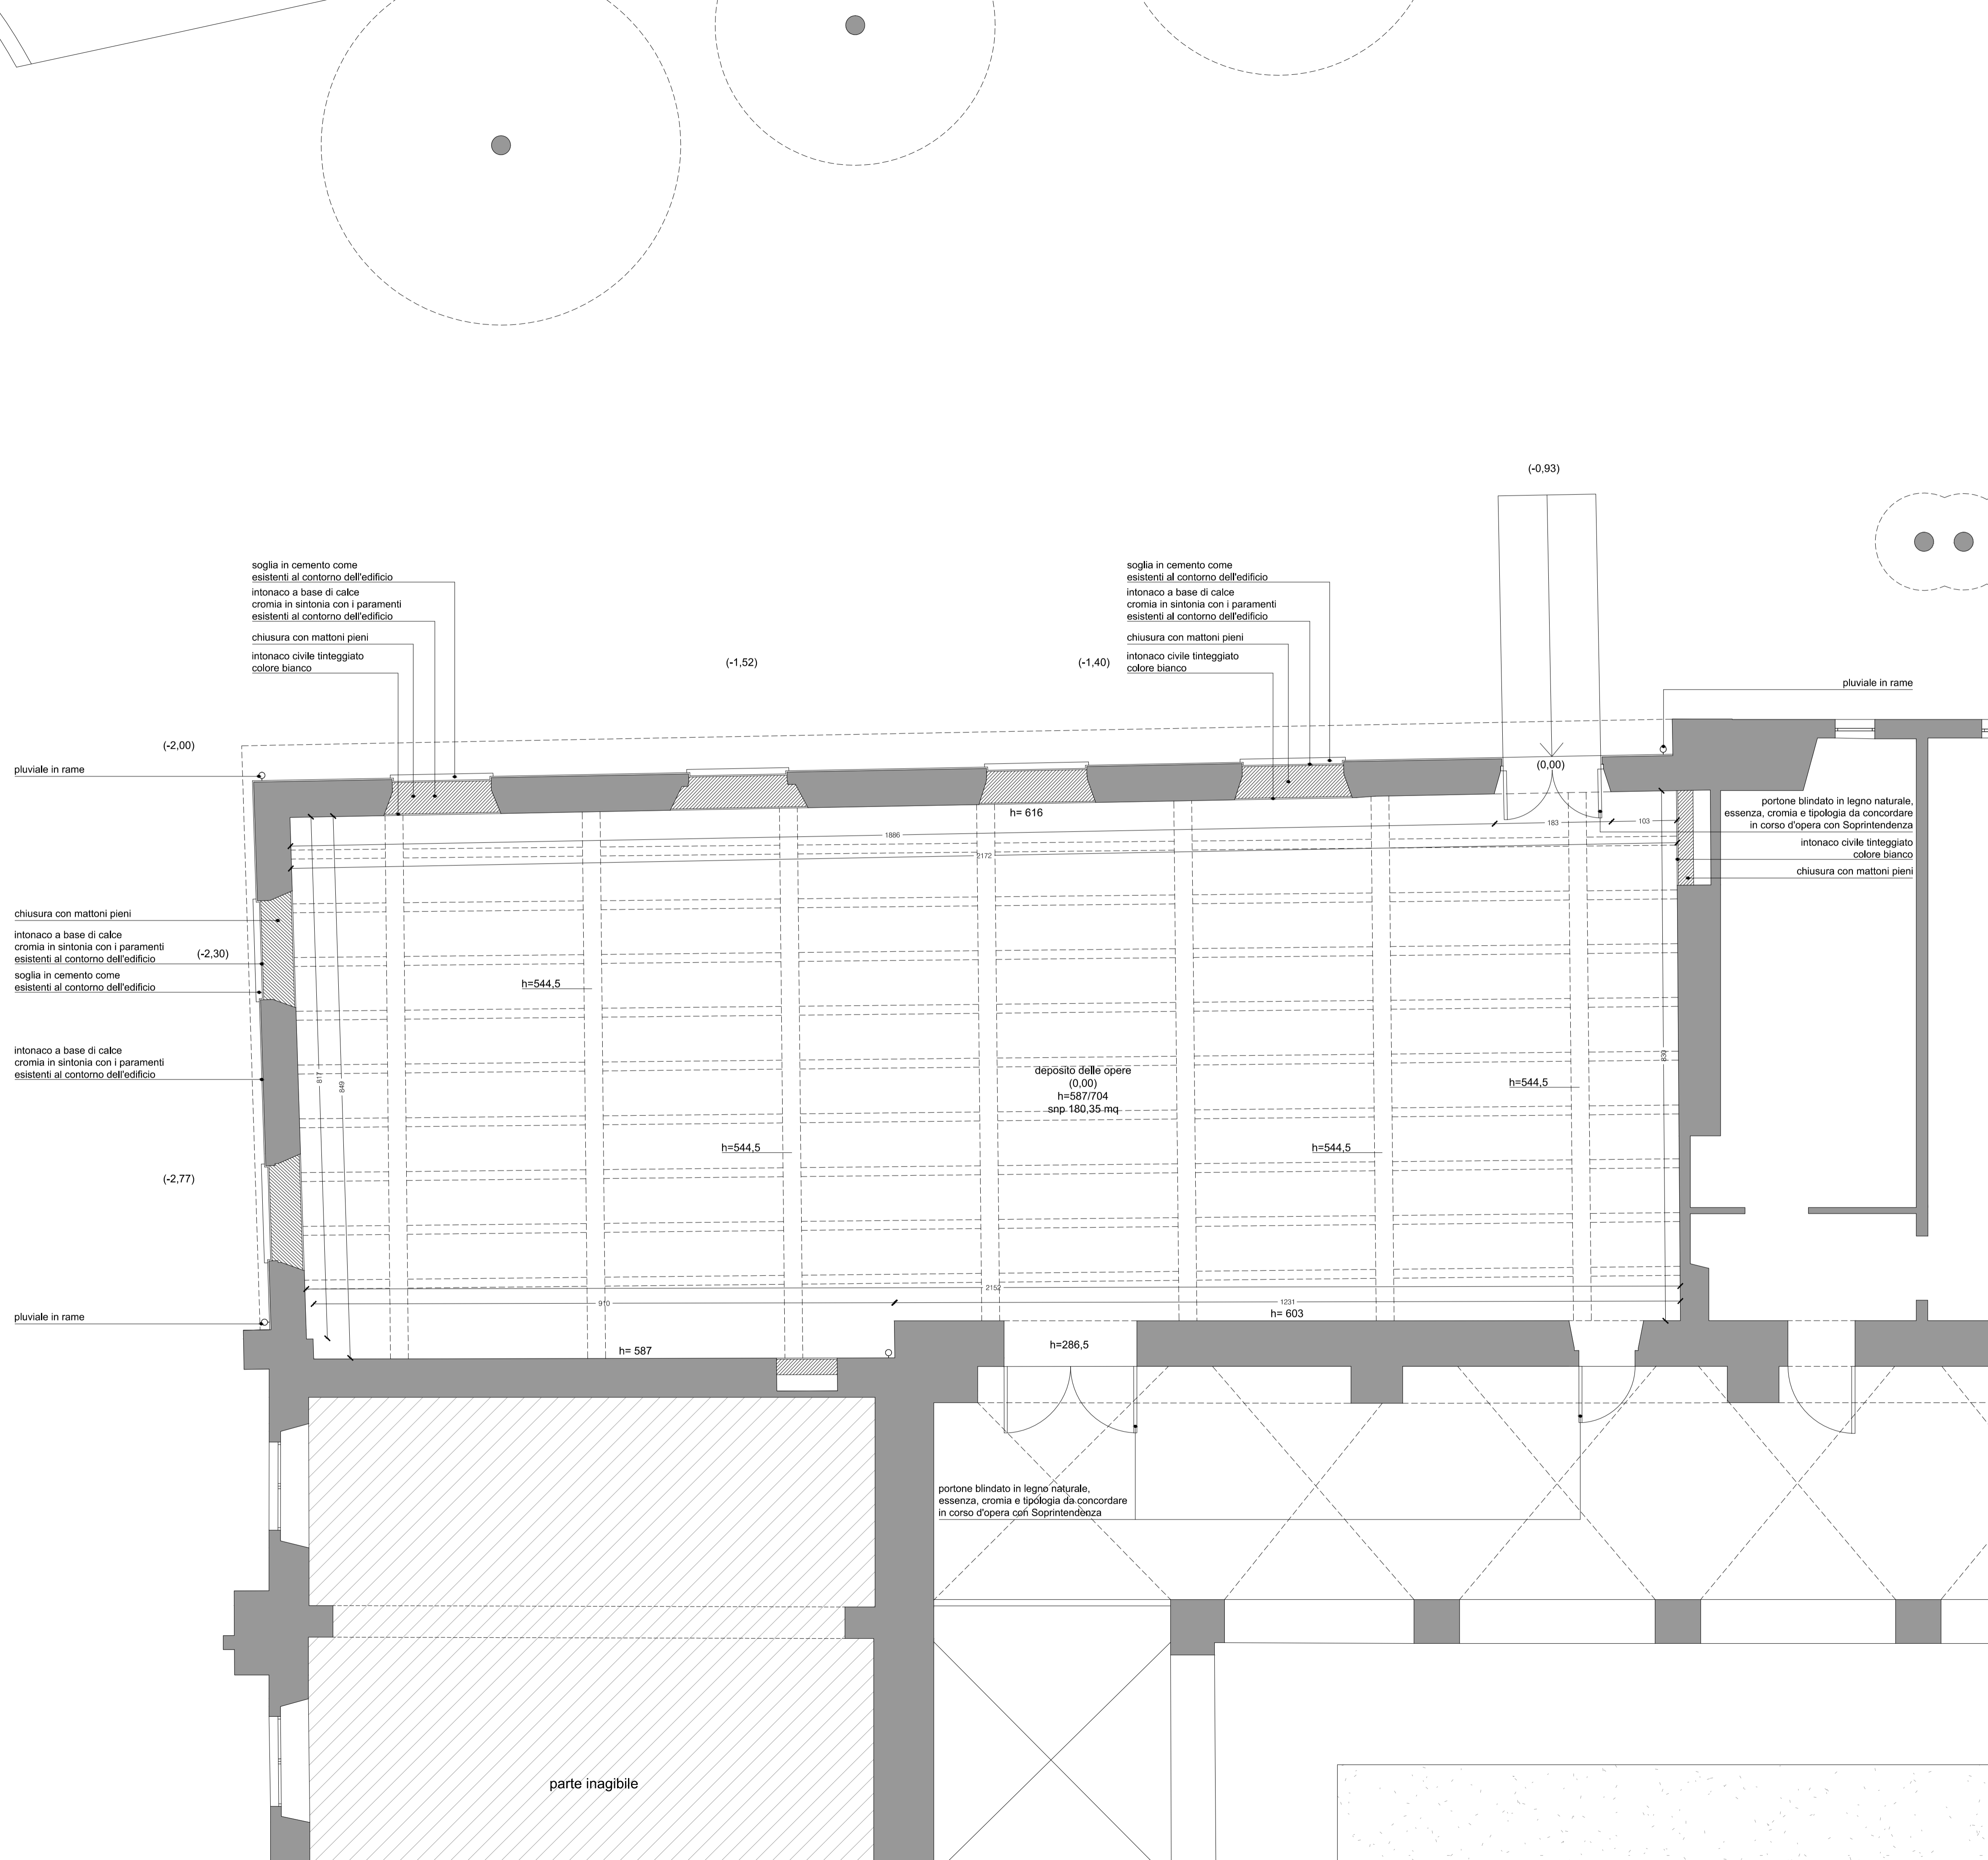 (-0,93)
soglia in cemento come
esistenti al contorno dell'edificio
intonaco a base di calce
cromia in sintonia con i paramenti
esistenti al contorno dell'edificio
chiusura con mattoni pieni
intonaco civile tinteggiato
colore bianco
soglia in cemento come
esistenti al contorno dell'edificio
intonaco a base di calce
cromia in sintonia con i paramenti
esistenti al contorno dell'edificio
chiusura con mattoni pieni
intonaco civile tinteggiato
colore bianco
(-1,52)
(-1,40)
pluviale in rame
(-2,00)
pluviale in rame
(0,00)
portone blindato in legno naturale,
essenza, cromia e tipologia da concordare
in corso d'opera con Soprintendenza
intonaco civile tinteggiato
colore bianco
chiusura con mattoni pieni
h= 616
1886
183
103
2172
chiusura con mattoni pieni
intonaco a base di calce
cromia in sintonia con i paramenti
esistenti al contorno dell'edificio
(-2,30)
soglia in cemento come
esistenti al contorno dell'edificio
h=544,5
intonaco a base di calce
cromia in sintonia con i paramenti
esistenti al contorno dell'edificio
817
849
deposito delle opere
(0,00)
h=587/704
snp 180,35 mq
h=544,5
830
h=544,5
h=544,5
(-2,77)
2152
910
1231
h= 603
pluviale in rame
h= 587
h=286,5
portone blindato in legno naturale,
essenza, cromia e tipologia da concordare
in corso d'opera con Soprintendenza
parte inagibile